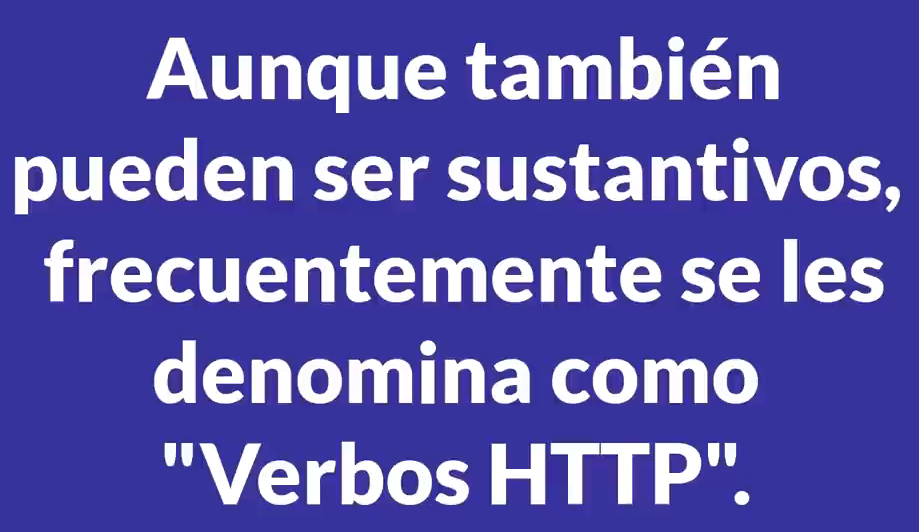 Aunque también
pueden ser sustantivos,
frecuentemente se les
denomina como
"Verbos HTTP".